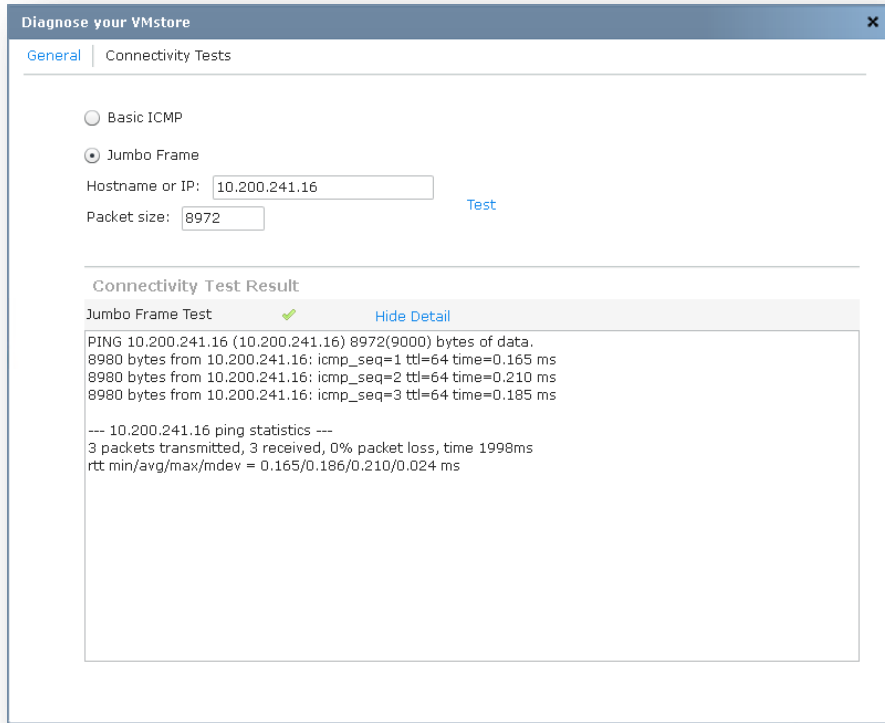 Diagnose your VMstore
General Connectivity Tests
Basic ICMP
Jumbo Frame
Hostname or IP: 10.200.241.16
Test
Packet size: 8972
Connectivity Test Result
Jumbo Frame Test Hide Detail
PING 10.200.241.16 (10.200.241.16) 8972(9000) bytes of data.
8980 bytes from 10.200.241.16: icmp_seq=1 ttl=64 time=0.165 ms
8980 bytes from 10.200.241.16: icmp_seq=2 ttl=64 time=0.210 ms
8980 bytes from 10.200.241.16: icmp_seq=3 ttl=64 time=0.185 ms
--- 10.200.241.16 ping statistics ---
3 packets transmitted, 3 received, 0% packet loss, time 1998ms
rtt min/avg/max/mdev = 0.165/0.186/0.210/0.024 ms